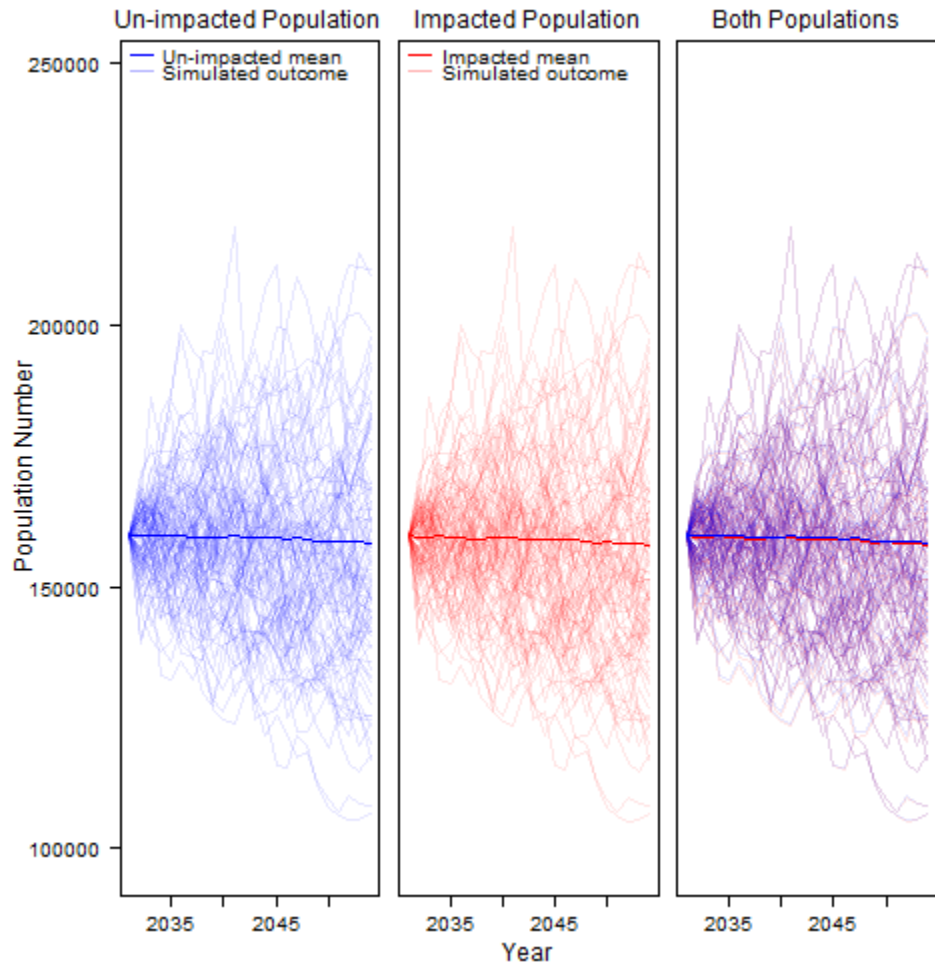 Un-impacted Population
Impacted Population
Both Populations
Un-impacted mean
Simulated outcome
Impacted mean
Simulated outcome
Population Number
250000
200000
150000
100000
2035
2045
2035
2045
2035
2045
Year